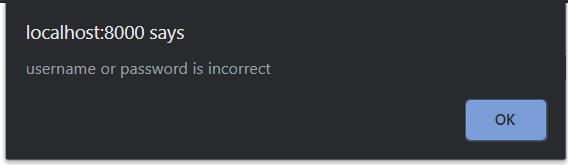 localhost:8000 says
username or password is incorrect
OK